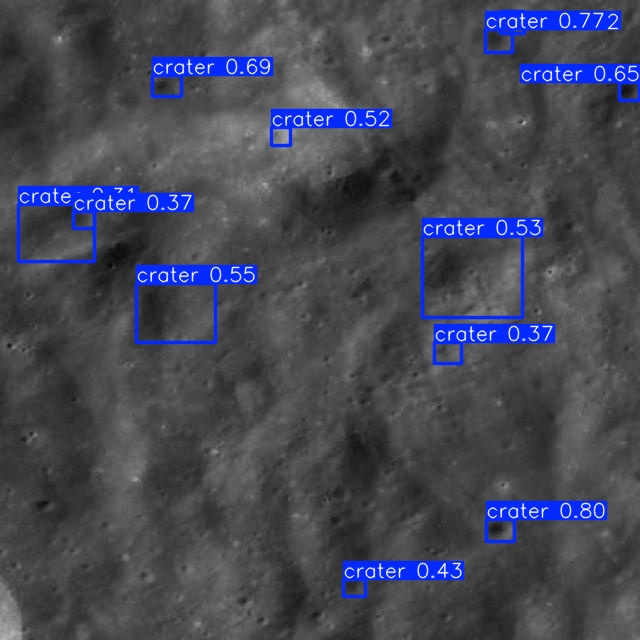 crater 0.772
crater 0.69
crater 0.65
crater 0.52
crater 0.37
crater 0.53
crater 0.55
crater 0.37
crater 0.80
crater 0.43